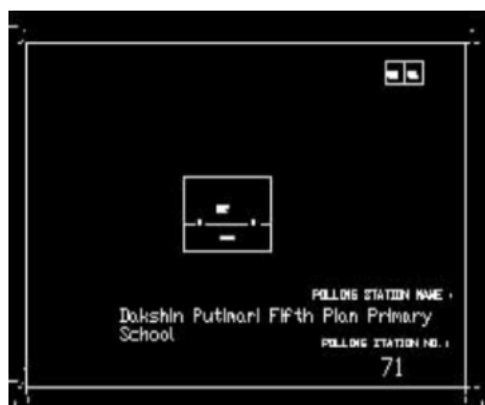 POLLING STATION NAME :
Dakshin Putimari Fifth Plan Primary
School
POLLING STATION NO. :
71